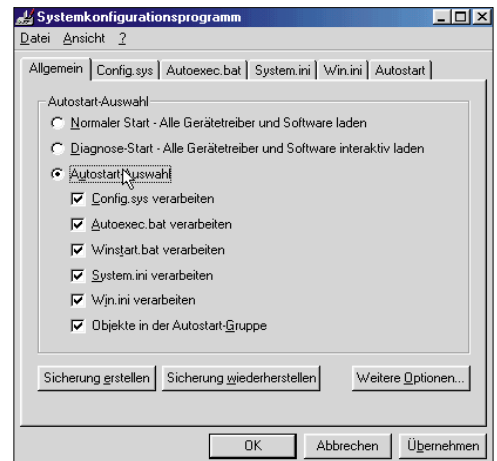 Systemkonfigurationsprogramm
Datei Ansicht ?
Allgemein Config.sys Autoexec.bat System.ini Win.ini Autostart
Autostart-Auswahl
Normaler Start - Alle Gerätetreiber und Software laden
Diagnose-Start - Alle Gerätetreiber und Software interaktiv laden
Autostart-Auswahl
Config.sys verarbeiten
Autoexec.bat verarbeiten
Winstart.bat verarbeiten
System.ini verarbeiten
Win.ini verarbeiten
Objekte in der Autostart-Gruppe
Sicherung erstellen Sicherung wiederherstellen Weitere Optionen...
OK Abbrechen Übernehmen